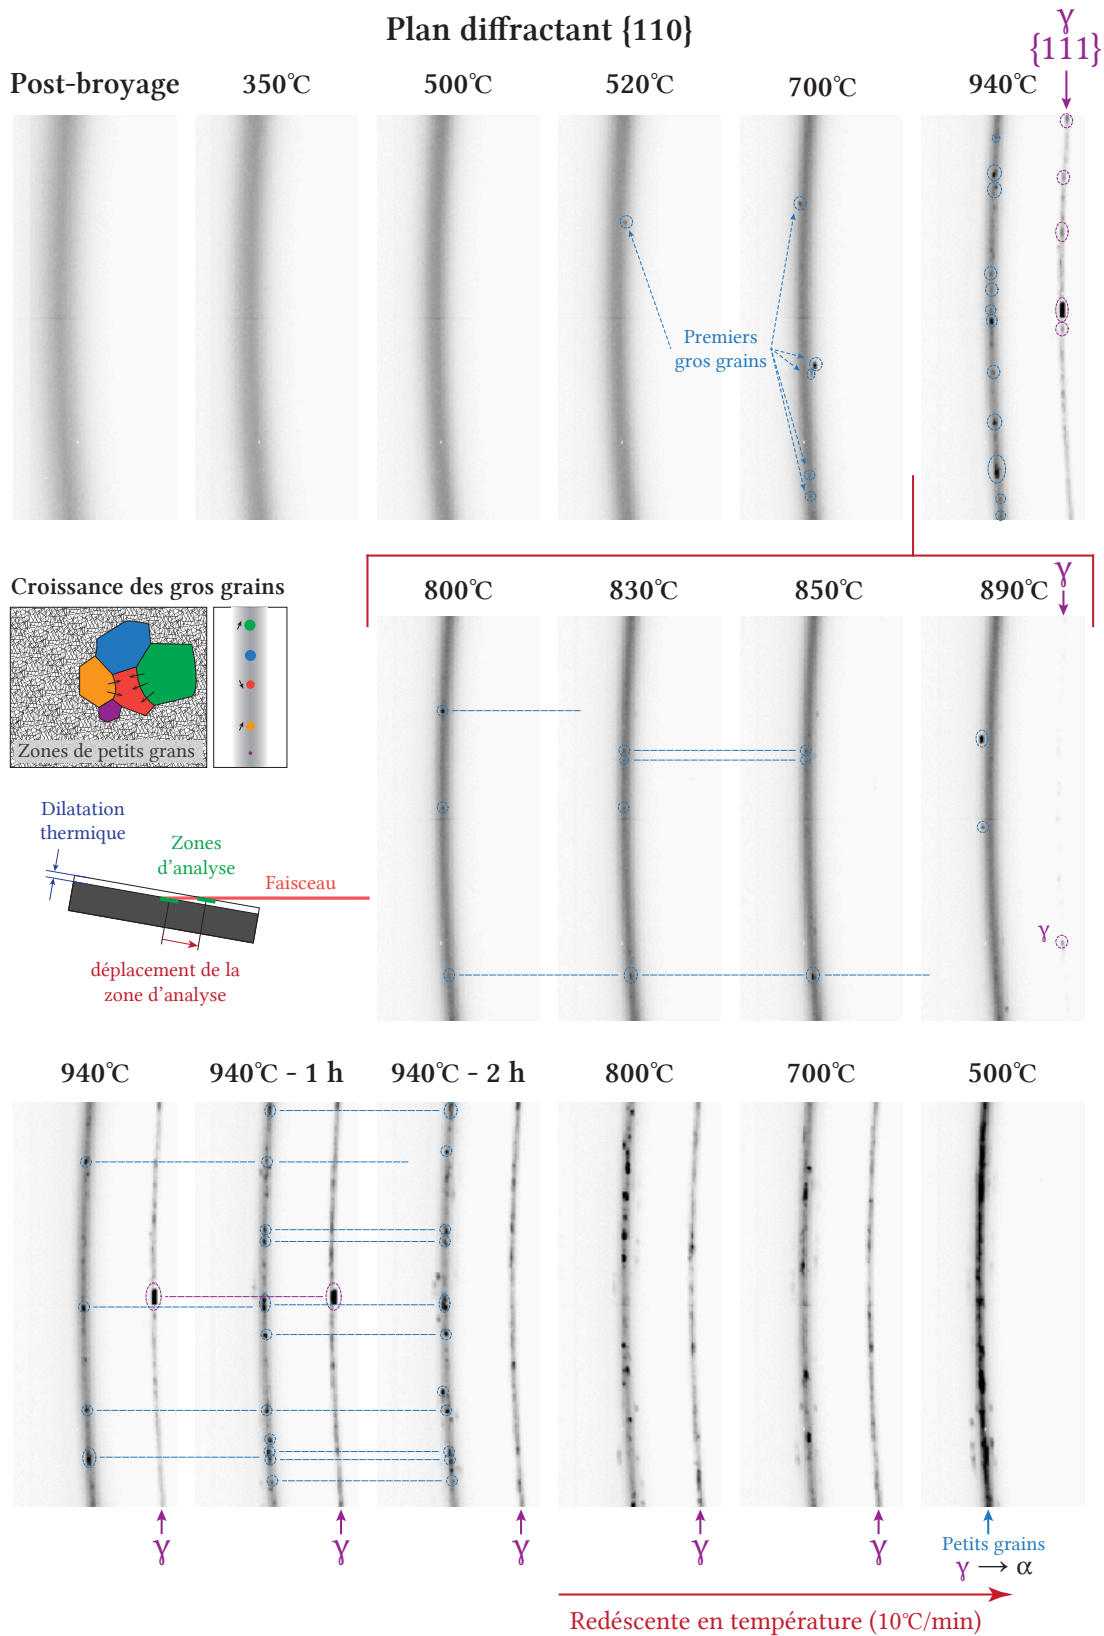 Plan diffractant {110}
γ
{111}
Post-broyage 350℃ 500℃ 520℃ 700℃ 940℃
Premiers
gros grains
Croissance des gros grains
Zones de petits grans
800℃ 830℃ 850℃ 890℃ γ
Dilatation
thermique
Zones
d'analyse
Faisceau
déplacement de la
zone d'analyse
γ
940℃ 940℃ - 1 h 940℃ - 2 h 800℃ 700℃ 500℃
γ γ γ γ γ
Petits grains
γ → α
Redéscente en température (10℃/min)